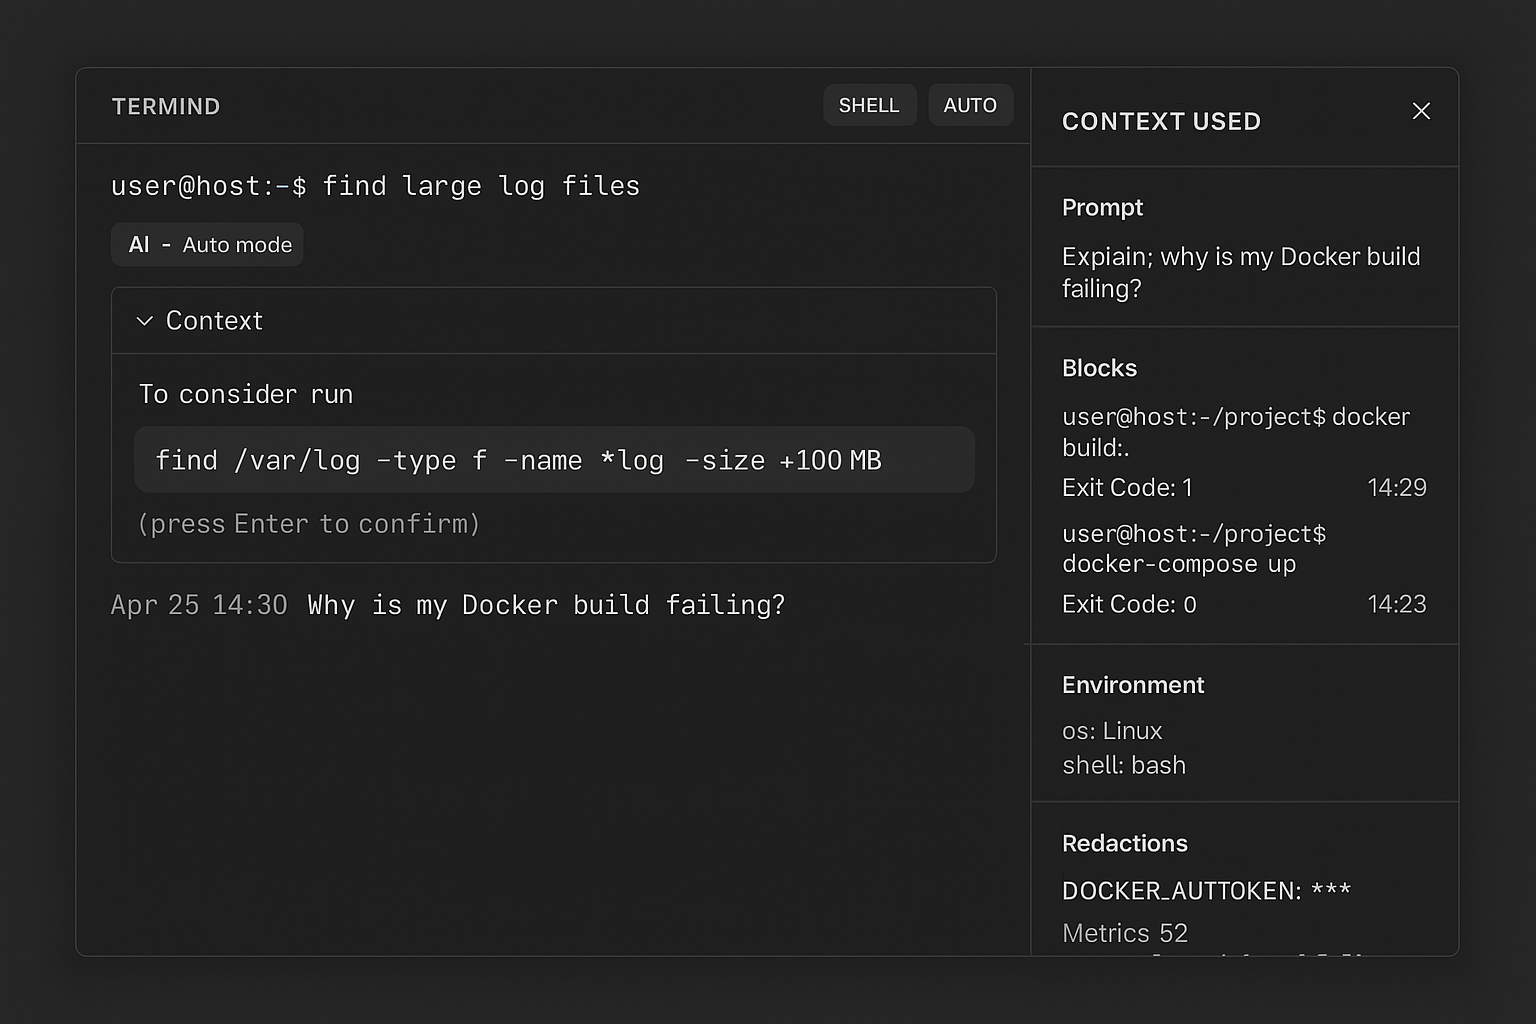 TERMIND
SHELL
AUTO
user@host:-$ find large log files
AI - Auto mode
Context
To consider run
find /var/log -type f -name *log -size +100 MB
(press Enter to confirm)
Apr 25 14:30 Why is my Docker build failing?
CONTEXT USED
Prompt
Expiain; why is my Docker build
failing?
Blocks
user@host:-/project$ docker
build:.
Exit Code: 1 14:29
user@host:-/project$
docker-compose up
Exit Code: 0 14:23
Environment
os: Linux
shell: bash
Redactions
DOCKER_AUTTOKEN: ***
Metrics 52